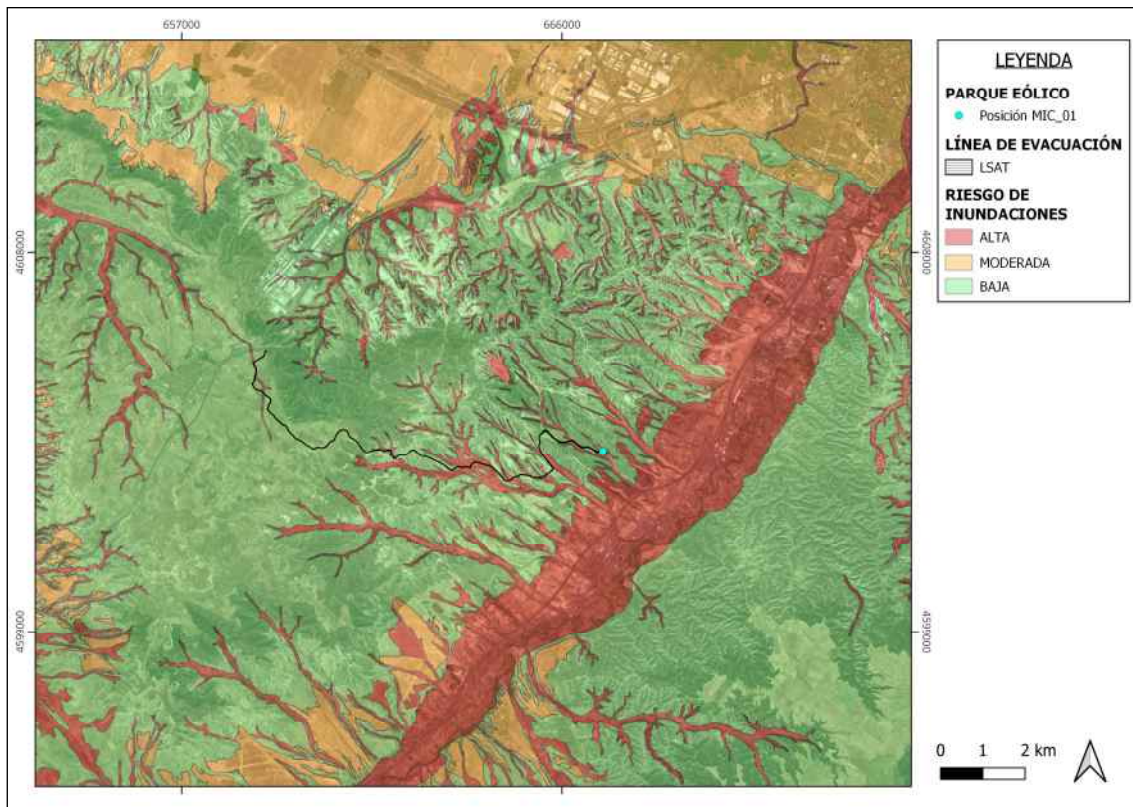 657000
666000
4608000
4608000
4599000
4599000
LEYENDA
PARQUE EÓLICO
Posición MIC_01
LÍNEA DE EVACUACIÓN
LSAT
RIESGO DE
INUNDACIONES
ALTA
MODERADA
BAJA
0 1 2 km